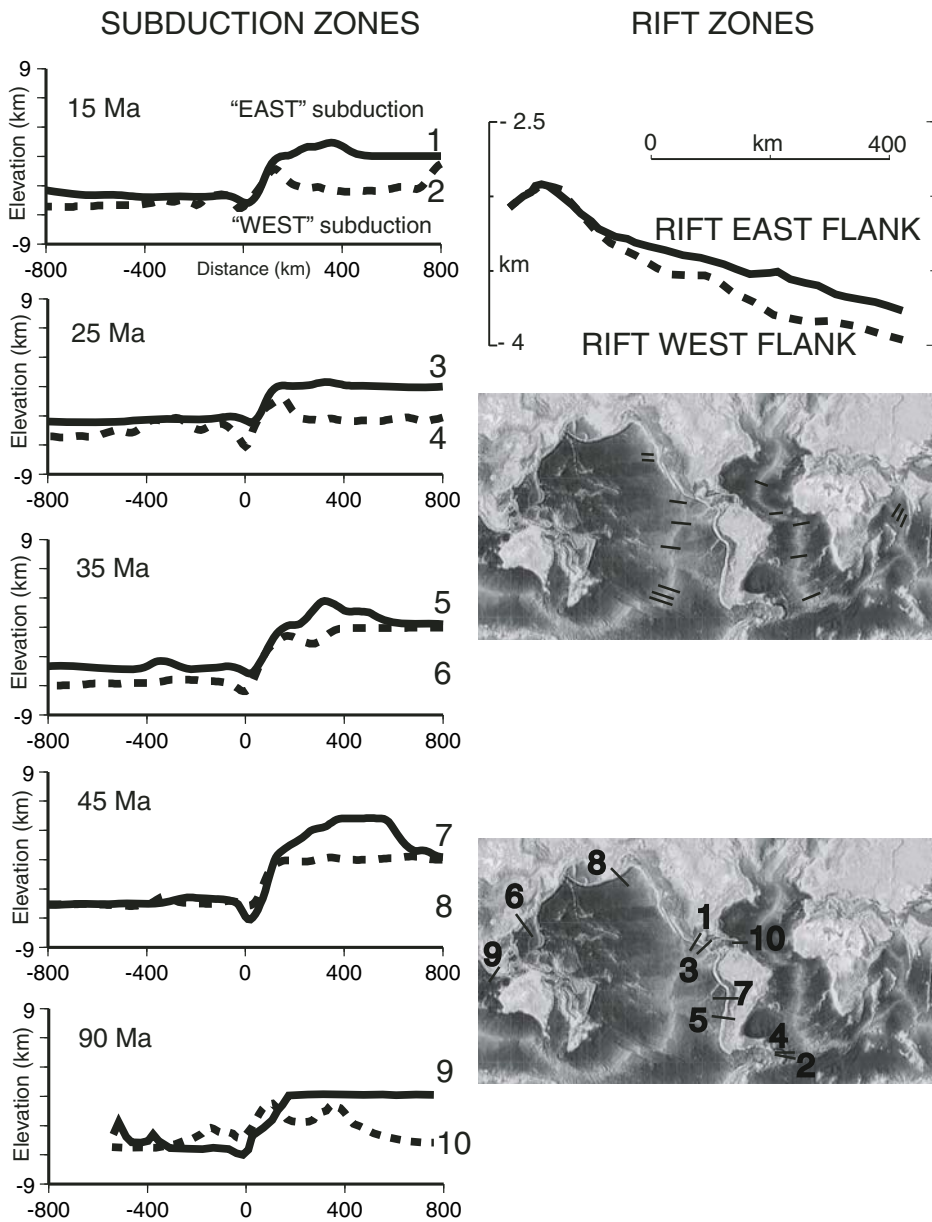 SUBDUCTION ZONES
RIFT ZONES
9
Elevation (km)
-9
15 Ma
"EAST" subduction
1
2
"WEST" subduction
-800 -400 Distance (km) 400 800
9
Elevation (km)
-9
25 Ma
3
4
-800 -400 0 400 800
9
Elevation (km)
-9
35 Ma
5
6
-800 -400 0 400 800
9
Elevation (km)
-9
45 Ma
7
8
-800 -400 0 400 800
9
Elevation (km)
-9
90 Ma
9
10
-800 -400 0 400 800
- 2.5
0 km 400
RIFT EAST FLANK
km
- 4
RIFT WEST FLANK
8
6
1
9
10
3
7
5
4
2